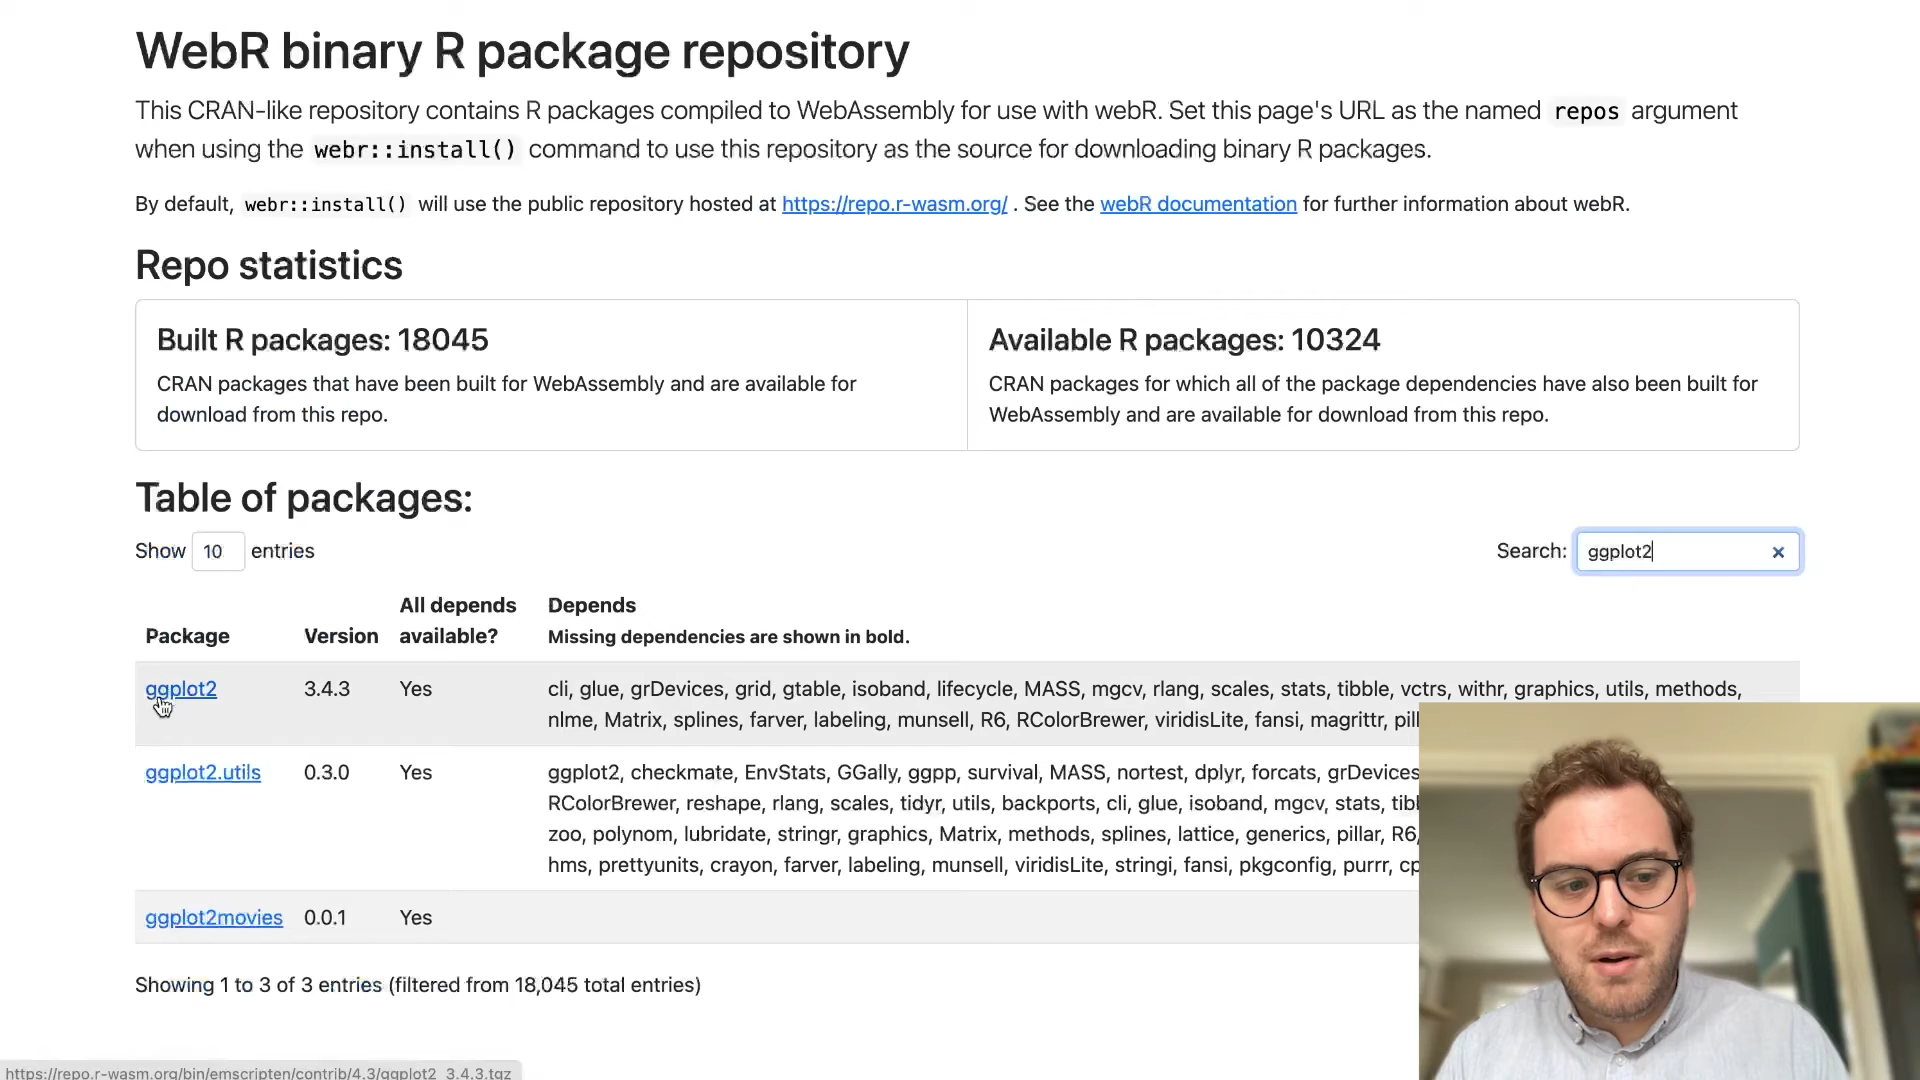 WebR binary R package repository
This CRAN-like repository contains R packages compiled to WebAssembly for use with webR. Set this page's URL as the named repos argument
when using the webr::install() command to use this repository as the source for downloading binary R packages.
By default, webr::install() will use the public repository hosted at https://repo.r-wasm.org/ . See the webR documentation for further information about webR.
Repo statistics
Built R packages: 18045
CRAN packages that have been built for WebAssembly and are available for
download from this repo.
Available R packages: 10324
CRAN packages for which all of the package dependencies have also been built for
WebAssembly and are available for download from this repo.
Table of packages:
Show 10 entries
Search: ggplot2 ×
All depends Depends
Package Version available? Missing dependencies are shown in bold.
ggplot2 3.4.3 Yes cli, glue, grDevices, grid, gtable, isoband, lifecycle, MASS, mgcv, rlang, scales, stats, tibble, vctrs, withr, graphics, utils, methods,
nlme, Matrix, splines, farver, labeling, munsell, R6, RColorBrewer, viridisLite, fansi, magrittr,
ggplot2.utils 0.3.0 Yes ggplot2, checkmate, EnvStats, GGally, ggpp, survival, MASS, nortest, dplyr, forcats, grDevices
RColorBrewer, reshape, rlang, scales, tidyr, utils, backports, cli, glue, isoband, mgcv, stats,
zoo, polynom, lubridate, stringr, graphics, Matrix, methods, splines, lattice, generics, pillar, R6,
hms, prettyunits, crayon, farver, labeling, munsell, viridisLite, stringi, fansi, pkgconfig, purrr,
ggplot2movies 0.0.1 Yes
Showing 1 to 3 of 3 entries (filtered from 18,045 total entries)
https://repo.r-wasm.org/bin/emscripten/contrib/4.3/ggplot2_3.4.3.tgz